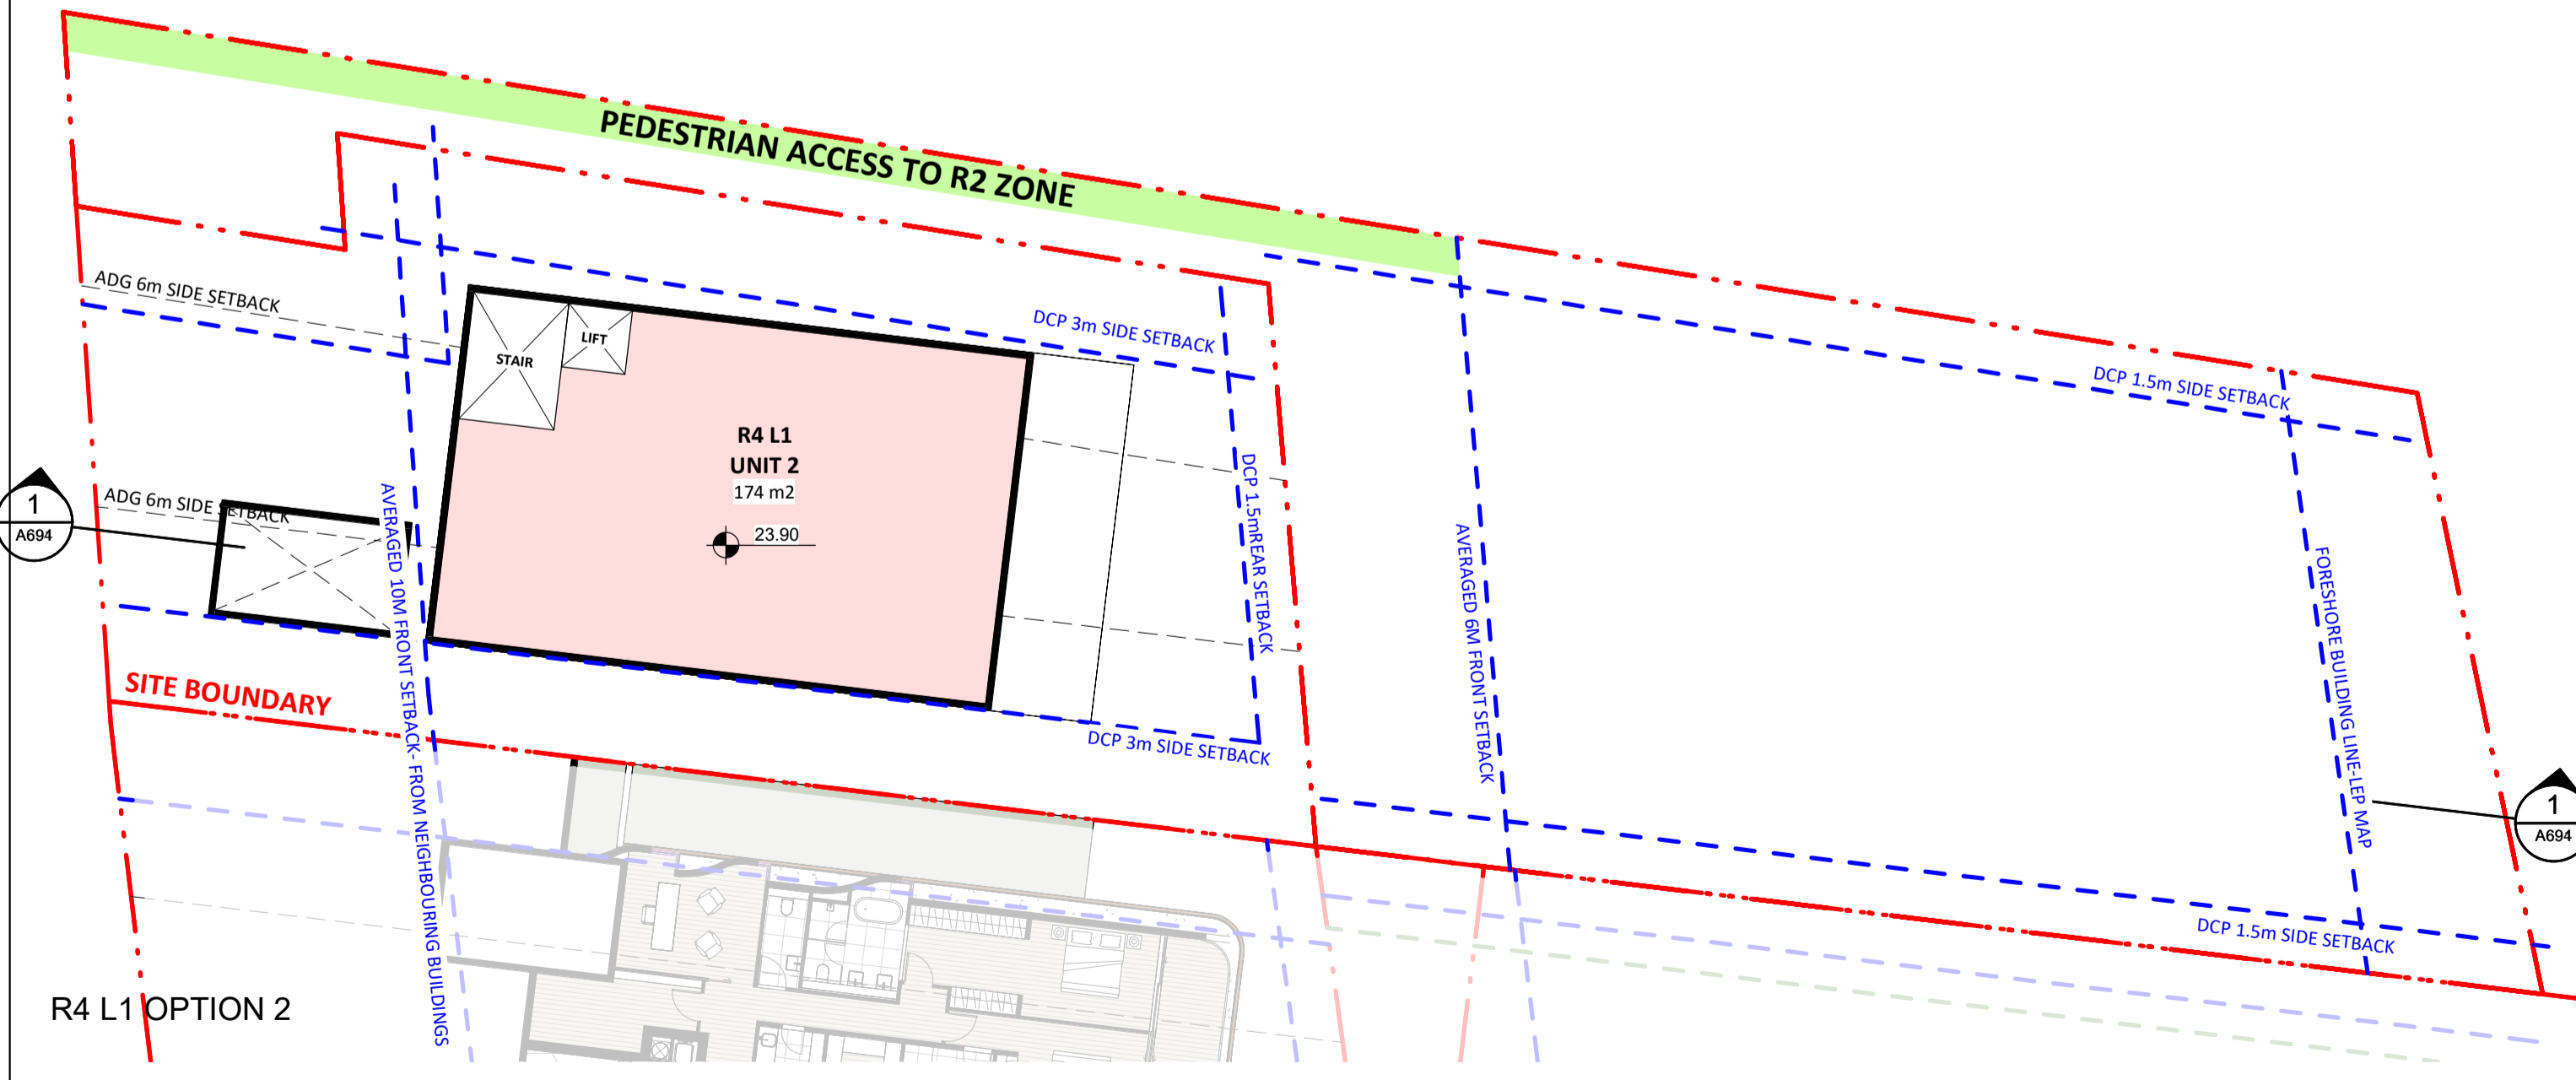 PEDESTRIAN ACCESS TO R2 ZONE
ADG 6m SIDE SETBACK
DCP 3m SIDE SETBACK
STAIR
LIFT
DCP 1.5m SIDE SETBACK
R4 L1
UNIT 2
174 m2
23.90
1
A694
ADG 6m SIDE SETBACK
AVERAGED 10M FRONT SETBACK- FROM NEIGHBOURING BUILDINGS
DCP 1.5mREAR SETBACK
AVERAGED 6M FRONT SETBACK
FORESHORE BUILDING LINE-LEP MAP
SITE BOUNDARY
DCP 3m SIDE SETBACK
1
A694
DCP 1.5m SIDE SETBACK
R4 L1 OPTION 2